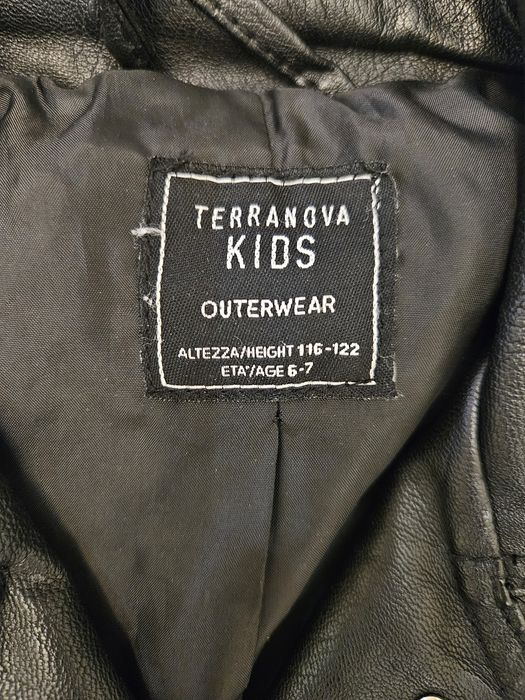 TERRANOVA
KIDS
OUTERWEAR
ALTEZZA/HEIGHT 116-122
ETA'/AGE 6-7